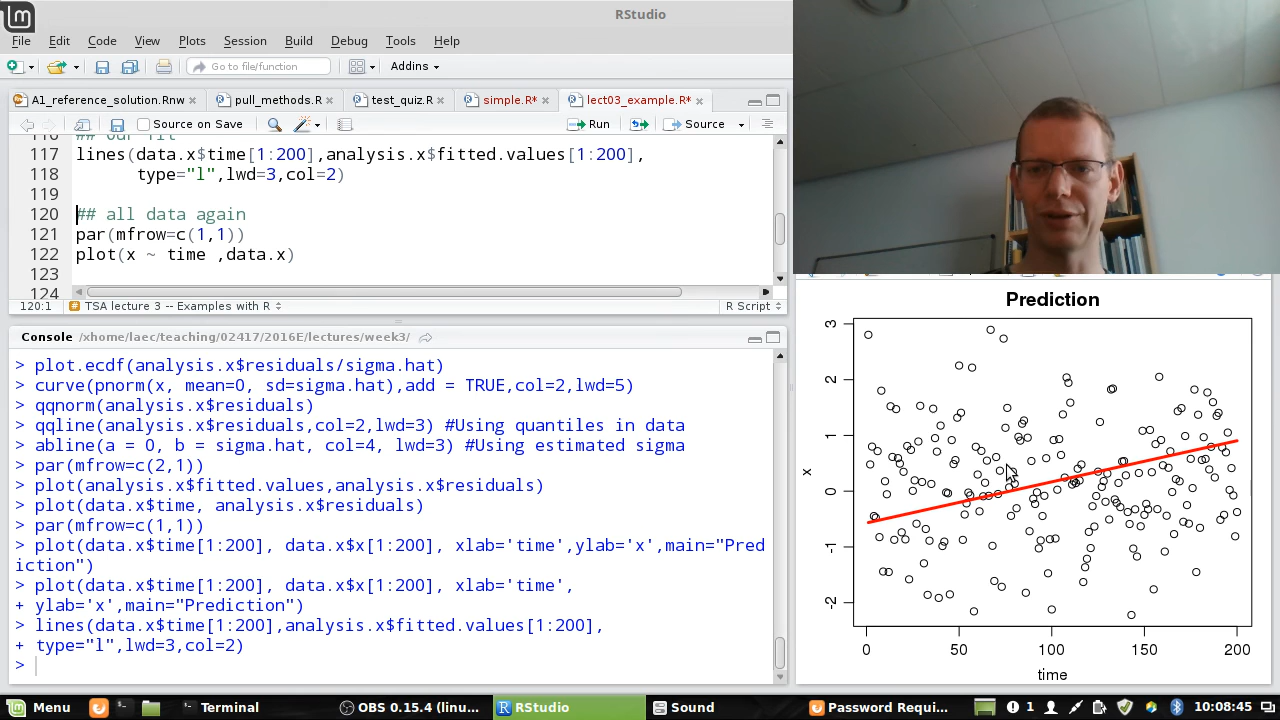 RStudio
File Edit Code View Plots Session Build Debug Tools Help
Go to file/function Addins
A1_reference_solution.Rnw pull_methods.R test_quiz.R simple.R* lect03_example.R*
Source on Save Run Source
116 ## our fit
117 lines(data.x$time[1:200],analysis.x$fitted.values[1:200],
118 type="l",lwd=3,col=2)
119
120 ## all data again
121 par(mfrow=c(1,1))
122 plot(x ~ time ,data.x)
123
124
120:1 # TSA lecture 3 -- Examples with R R Script
Console /xhome/laec/teaching/02417/2016E/lectures/week3/
> plot.ecdf(analysis.x$residuals/sigma.hat)
> curve(pnorm(x, mean=0, sd=sigma.hat),add = TRUE,col=2,lwd=5)
> qqnorm(analysis.x$residuals)
> qqline(analysis.x$residuals,col=2,lwd=3) #Using quantiles in data
> abline(a = 0, b = sigma.hat, col=4, lwd=3) #Using estimated sigma
> par(mfrow=c(2,1))
> plot(analysis.x$fitted.values,analysis.x$residuals)
> plot(data.x$time, analysis.x$residuals)
> par(mfrow=c(1,1))
> plot(data.x$time[1:200], data.x$x[1:200], xlab='time',ylab='x',main="Pred
iction")
> plot(data.x$time[1:200], data.x$x[1:200], xlab='time',
+ ylab='x',main="Prediction")
> lines(data.x$time[1:200],analysis.x$fitted.values[1:200],
+ type="l",lwd=3,col=2)
>
Prediction
3
2
1
0
-1
-2
x
0 50 100 150 200
time
Menu Terminal OBS 0.15.4 (linu... RStudio Sound Password Requi... 1 10:08:45